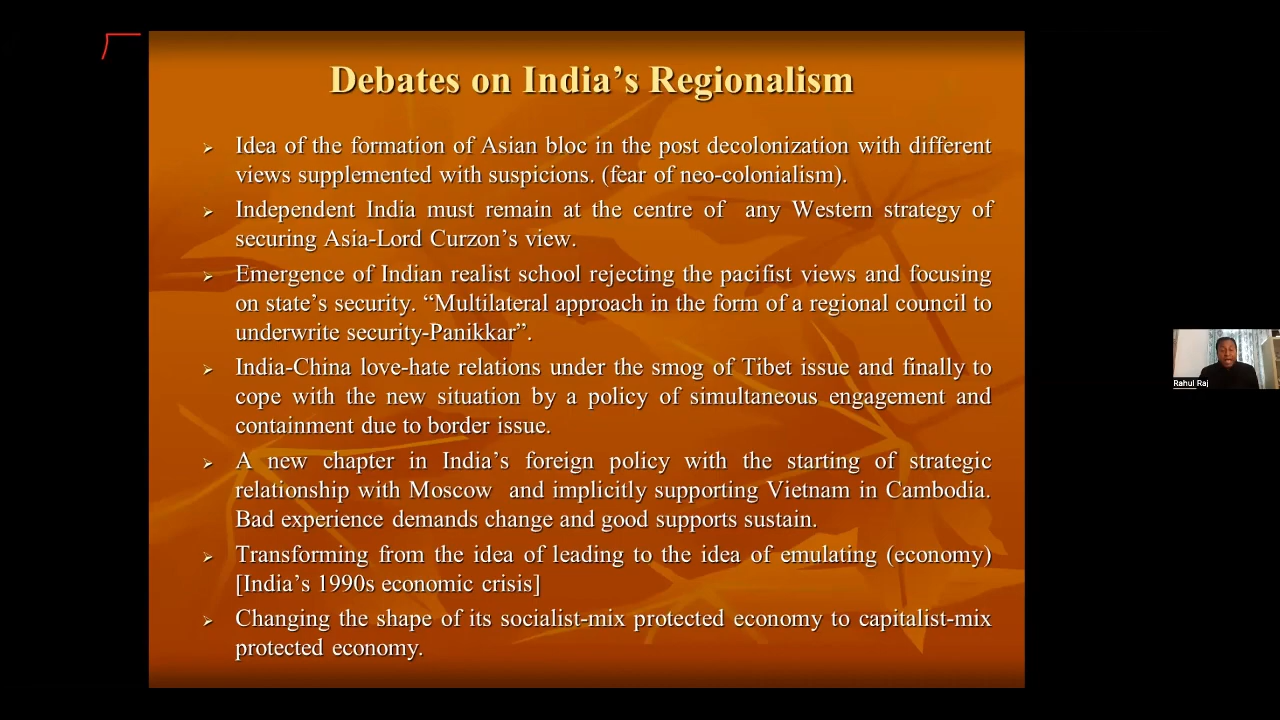 Debates on India's Regionalism
Idea of the formation of Asian bloc in the post decolonization with different
views supplemented with suspicions. (fear of neo-colonialism).
Independent India must remain at the centre of any Western strategy of
securing Asia-Lord Curzon's view.
Emergence of Indian realist school rejecting the pacifist views and focusing
on state's security. “Multilateral approach in the form of a regional council to
underwrite security-Panikkar”.
India-China love-hate relations under the smog of Tibet issue and finally to
cope with the new situation by a policy of simultaneous engagement and
containment due to border issue.
A new chapter in India's foreign policy with the starting of strategic
relationship with Moscow and implicitly supporting Vietnam in Cambodia.
Bad experience demands change and good supports sustain.
Transforming from the idea of leading to the idea of emulating (economy)
[India's 1990s economic crisis]
Changing the shape of its socialist-mix protected economy to capitalist-mix
protected economy.
Rahul Raj